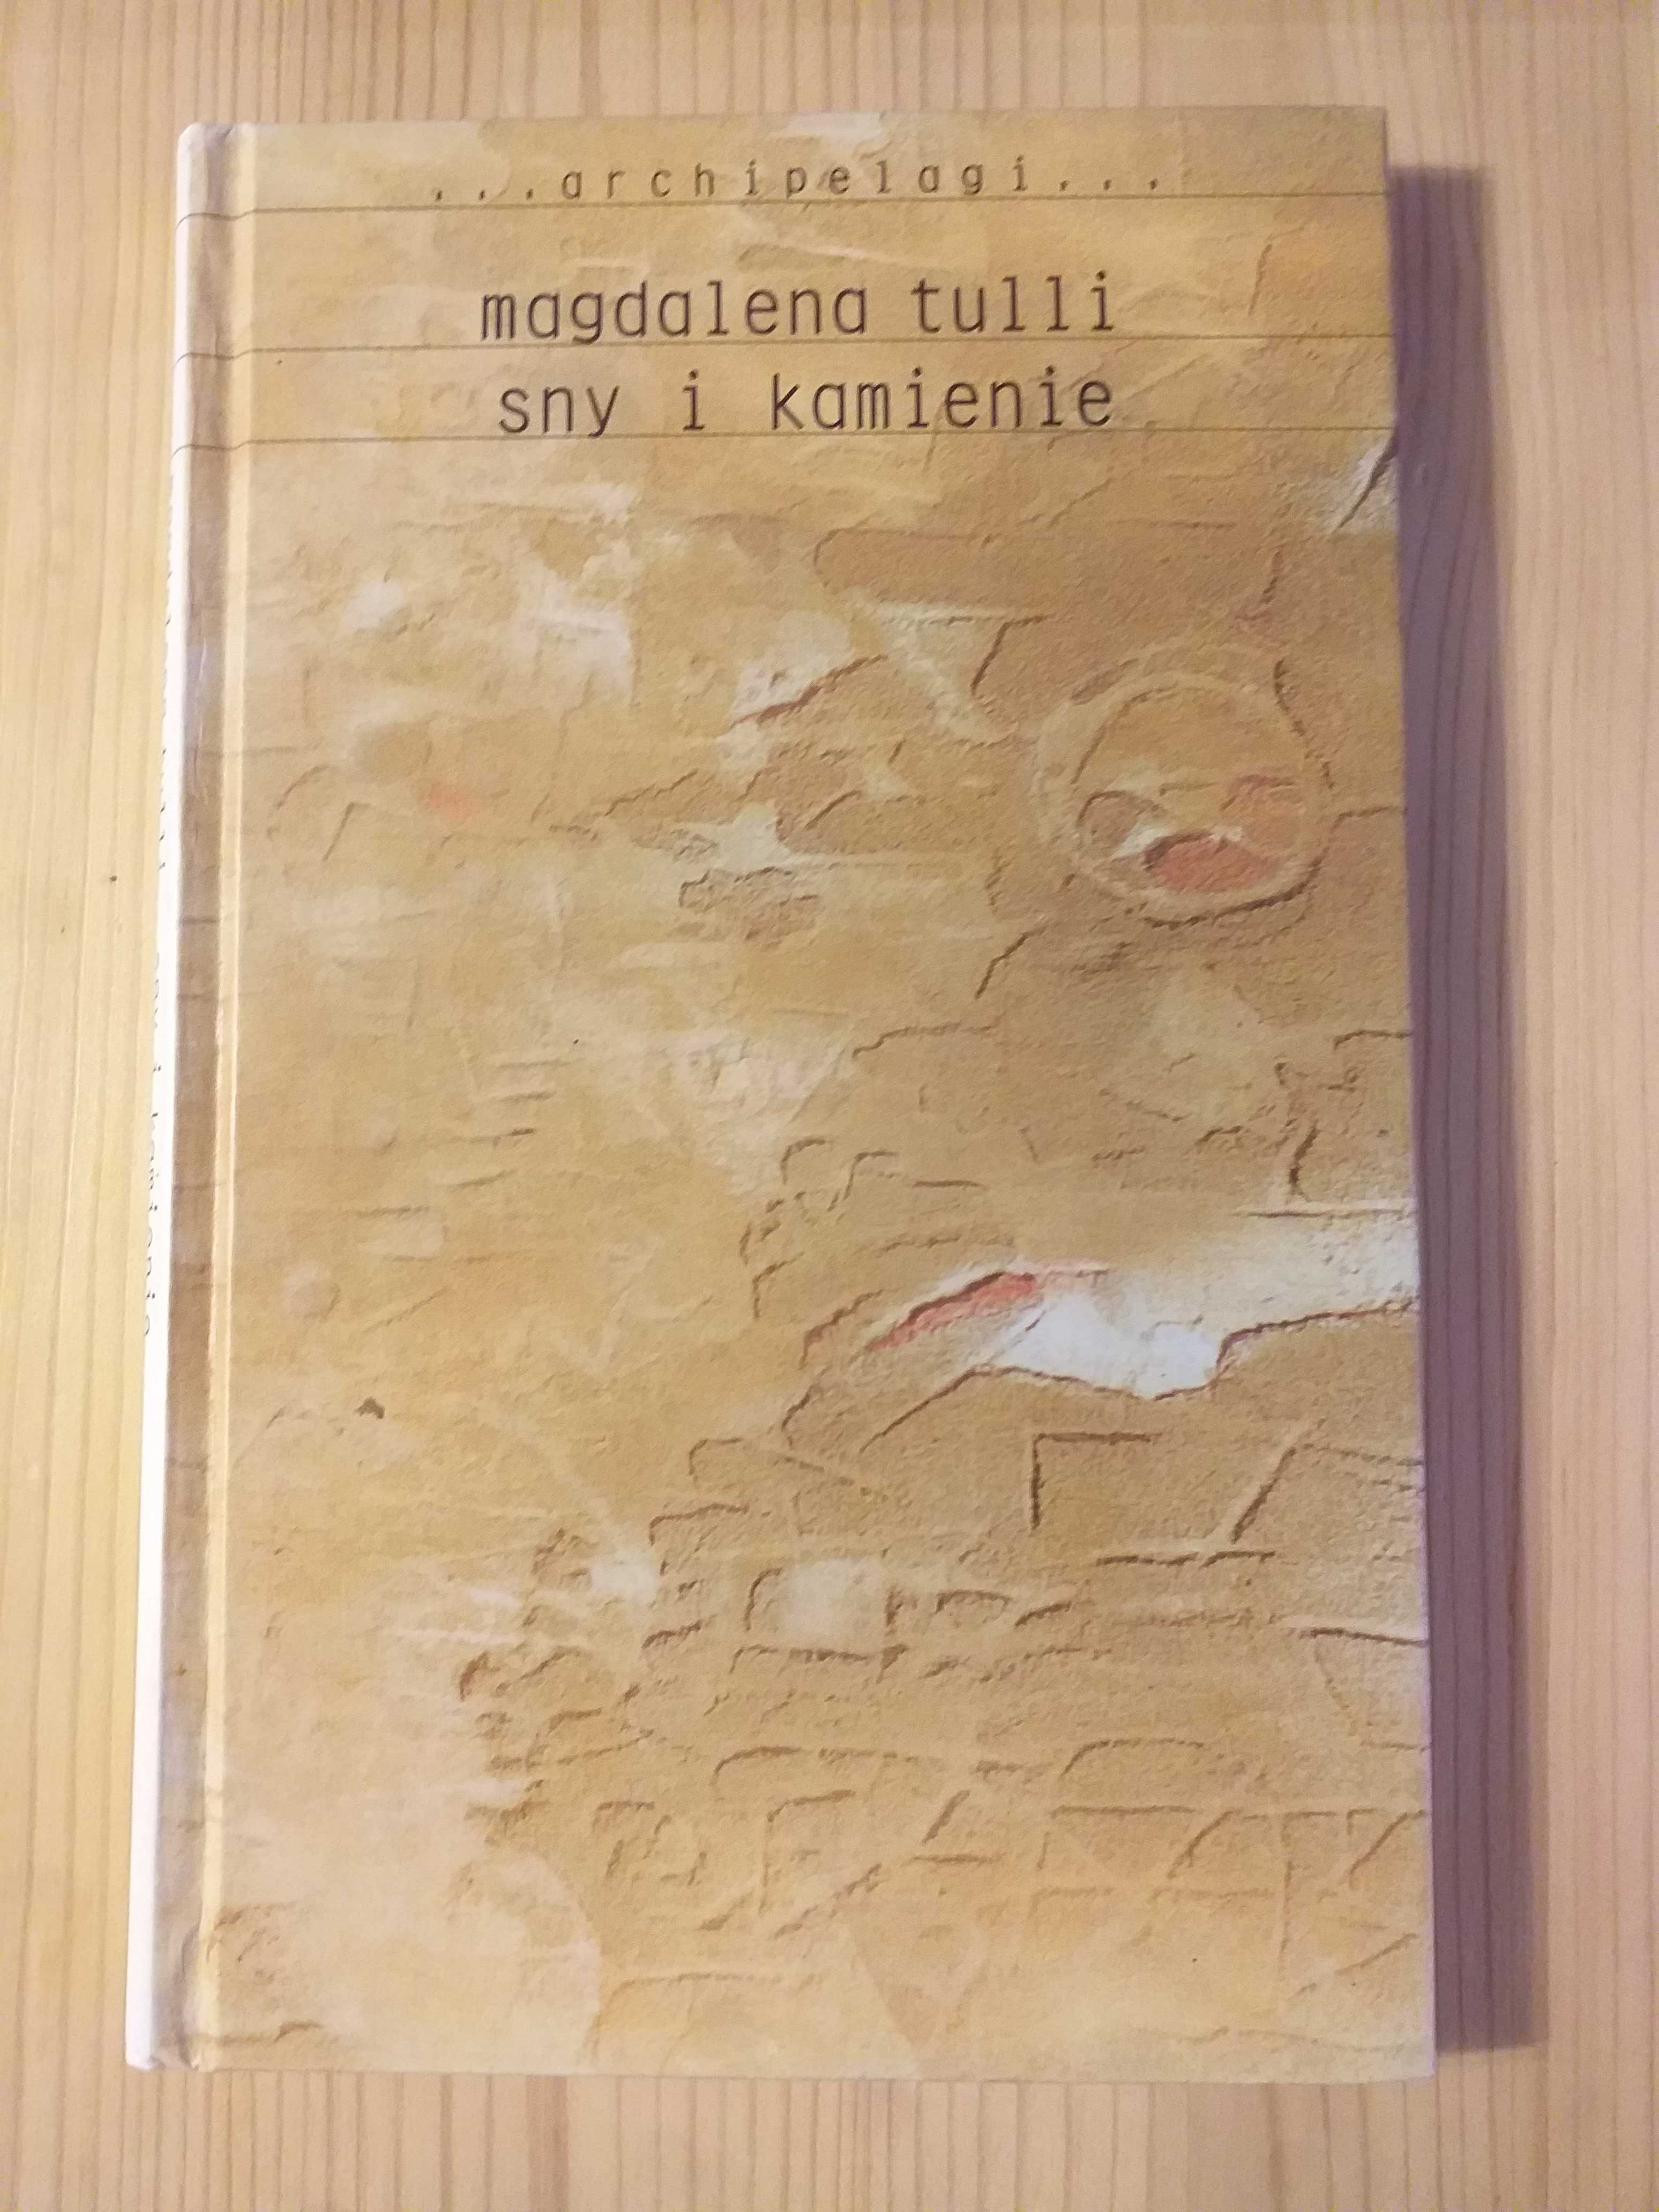 ...archipelagi...
magdalena tulli
sny i kamienie